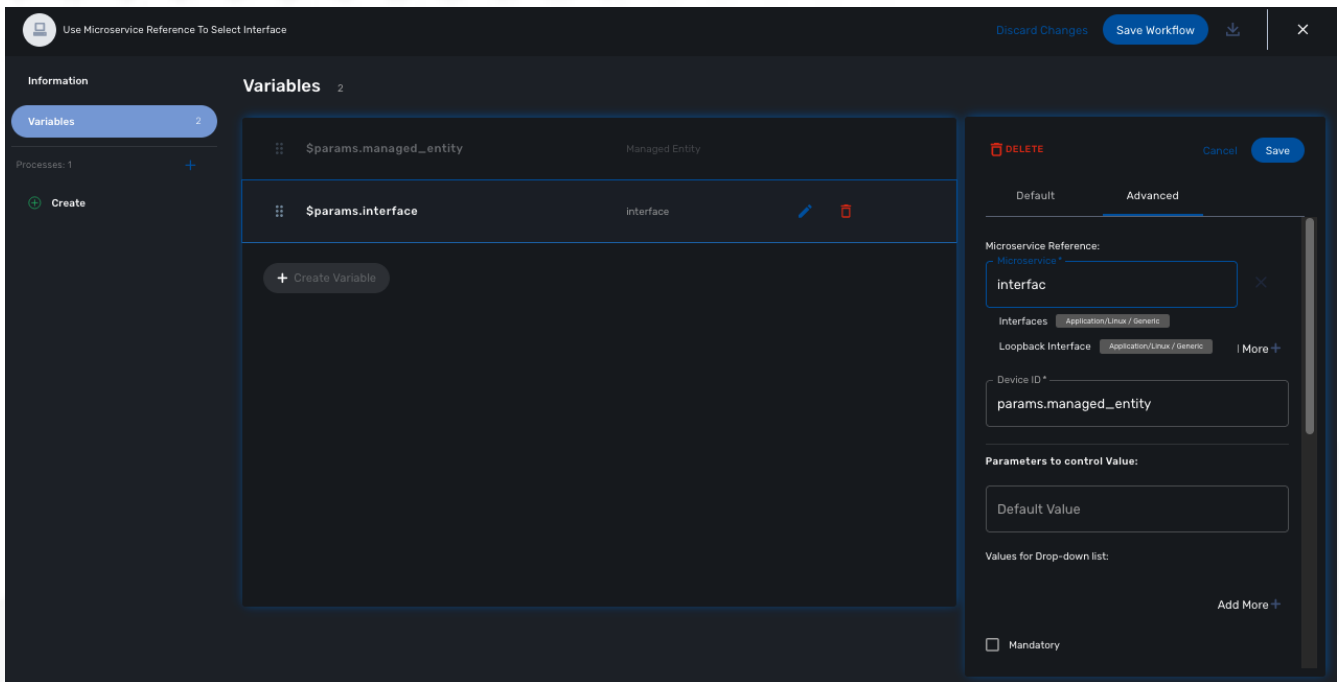 Use Microservice Reference To Select Interface
Discard Changes
Save Workflow
Information
Variables 2
Processes: 1
Create
Variables 2
$params.managed_entity Managed Entity
$params.interface interface
Create Variable
DELETE
Cancel
Save
Default
Advanced
Microservice Reference:
Microservice *
interfac
Interfaces Application/Linux / Generic
Loopback Interface Application/Linux / Generic
More
Device ID *
params.managed_entity
Parameters to control Value:
Default Value
Values for Drop-down list:
Add More
Mandatory